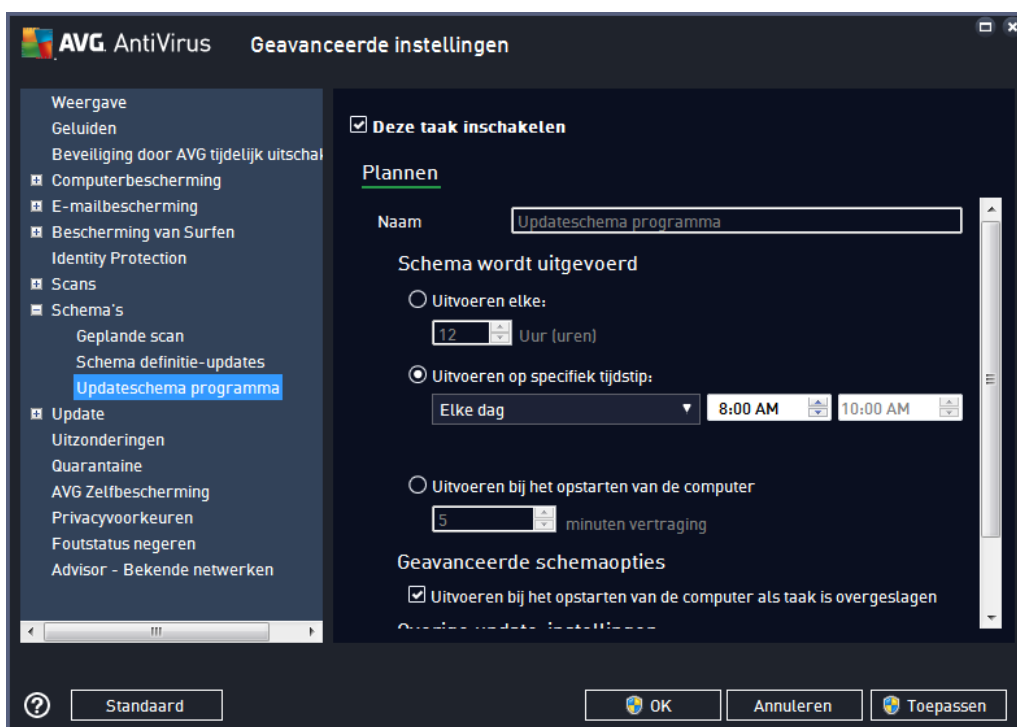 AVG. AntiVirus Geavanceerde instellingen
Weergave
Geluiden
Beveiliging door AVG tijdelijk uitschak
Computerbescherming
E-mailbescherming
Bescherming van Surfen
Identity Protection
Scans
Schema's
Geplande scan
Schema definitie-updates
Updateschema programma
Update
Uitzonderingen
Quarantaine
AVG Zelfbescherming
Privacyvoorkeuren
Foutstatus negeren
Advisor - Bekende netwerken
Deze taak inschakelen
Plannen
Naam Updateschema programma
Schema wordt uitgevoerd
Uitvoeren elke:
12 Uur (uren)
Uitvoeren op specifiek tijdstip:
Elke dag 8:00 AM 10:00 AM
Uitvoeren bij het opstarten van de computer
5 minuten vertraging
Geavanceerde schemaopties
Uitvoeren bij het opstarten van de computer als taak is overgeslagen
Overige update-instellingen
? Standaard OK Annuleren Toepassen